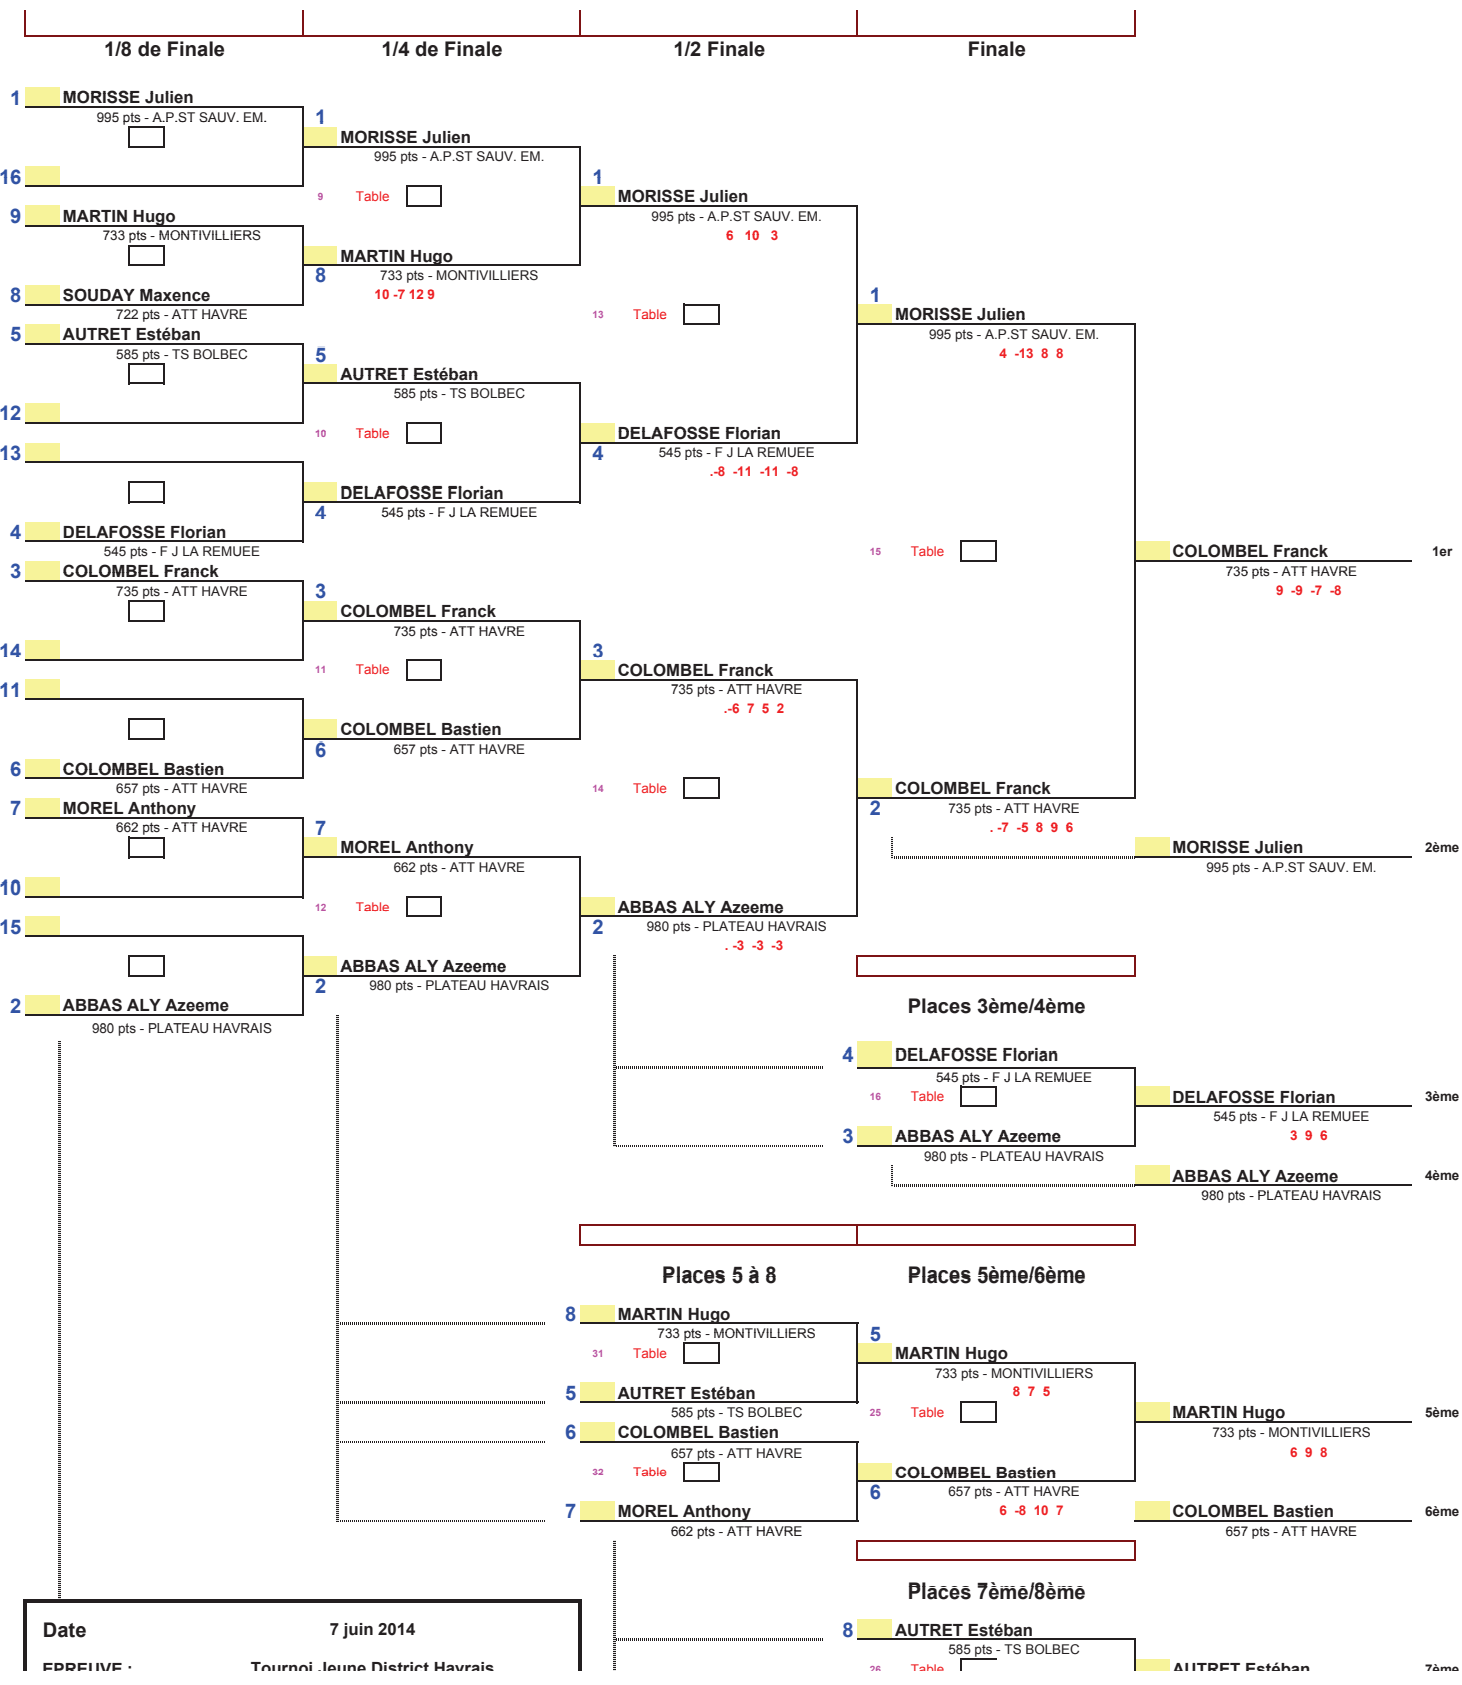 1/8 de Finale
1/4 de Finale
1/2 Finale
Finale
1 MORISSE Julien
995 pts - A.P.ST SAUV. EM.
16
9 MARTIN Hugo
733 pts - MONTIVILLIERS
8 SOUDAY Maxence
722 pts - ATT HAVRE
5 AUTRET Estéban
585 pts - TS BOLBEC
12
13
4 DELAFOSSE Florian
545 pts - F J LA REMUEE
3 COLOMBEL Franck
735 pts - ATT HAVRE
14
11
6 COLOMBEL Bastien
657 pts - ATT HAVRE
7 MOREL Anthony
662 pts - ATT HAVRE
10
15
2 ABBAS ALY Azeeme
980 pts - PLATEAU HAVRAIS
1
MORISSE Julien
995 pts - A.P.ST SAUV. EM.
9 Table
MARTIN Hugo
8 733 pts - MONTIVILLIERS
10 -7 12 9
5
AUTRET Estéban
585 pts - TS BOLBEC
10 Table
DELAFOSSE Florian
4 545 pts - F J LA REMUEE
3
COLOMBEL Franck
735 pts - ATT HAVRE
11 Table
COLOMBEL Bastien
6 657 pts - ATT HAVRE
7
MOREL Anthony
662 pts - ATT HAVRE
12 Table
ABBAS ALY Azeeme
2 980 pts - PLATEAU HAVRAIS
1
MORISSE Julien
995 pts - A.P.ST SAUV. EM.
6 10 3
13 Table
DELAFOSSE Florian
4 545 pts - F J LA REMUEE
.-8 -11 -11 -8
3
COLOMBEL Franck
735 pts - ATT HAVRE
.-6 7 5 2
14 Table
ABBAS ALY Azeeme
2 980 pts - PLATEAU HAVRAIS
. -3 -3 -3
1
MORISSE Julien
995 pts - A.P.ST SAUV. EM.
4 -13 8 8
15 Table
COLOMBEL Franck
2 735 pts - ATT HAVRE
. -7 -5 8 9 6
COLOMBEL Franck 1er
735 pts - ATT HAVRE
9 -9 -7 -8
MORISSE Julien 2ème
995 pts - A.P.ST SAUV. EM.
Places 3ème/4ème
4 DELAFOSSE Florian
545 pts - F J LA REMUEE
16 Table
3 ABBAS ALY Azeeme
980 pts - PLATEAU HAVRAIS
DELAFOSSE Florian 3ème
545 pts - F J LA REMUEE
3 9 6
ABBAS ALY Azeeme 4ème
980 pts - PLATEAU HAVRAIS
Places 5 à 8
Places 5ème/6ème
8 MARTIN Hugo
733 pts - MONTIVILLIERS
31 Table
5 AUTRET Estéban
585 pts - TS BOLBEC
6 COLOMBEL Bastien
657 pts - ATT HAVRE
32 Table
7 MOREL Anthony
662 pts - ATT HAVRE
5
MARTIN Hugo
733 pts - MONTIVILLIERS
8 7 5
25 Table
COLOMBEL Bastien
6 657 pts - ATT HAVRE
6 -8 10 7
MARTIN Hugo 5ème
733 pts - MONTIVILLIERS
6 9 8
COLOMBEL Bastien 6ème
657 pts - ATT HAVRE
Places 7ème/8ème
8 AUTRET Estéban
585 pts - TS BOLBEC
26 Table
AUTRET Estéban 7ème
Date 7 juin 2014
EPREUVE : Tournoi Jeune District Havrais